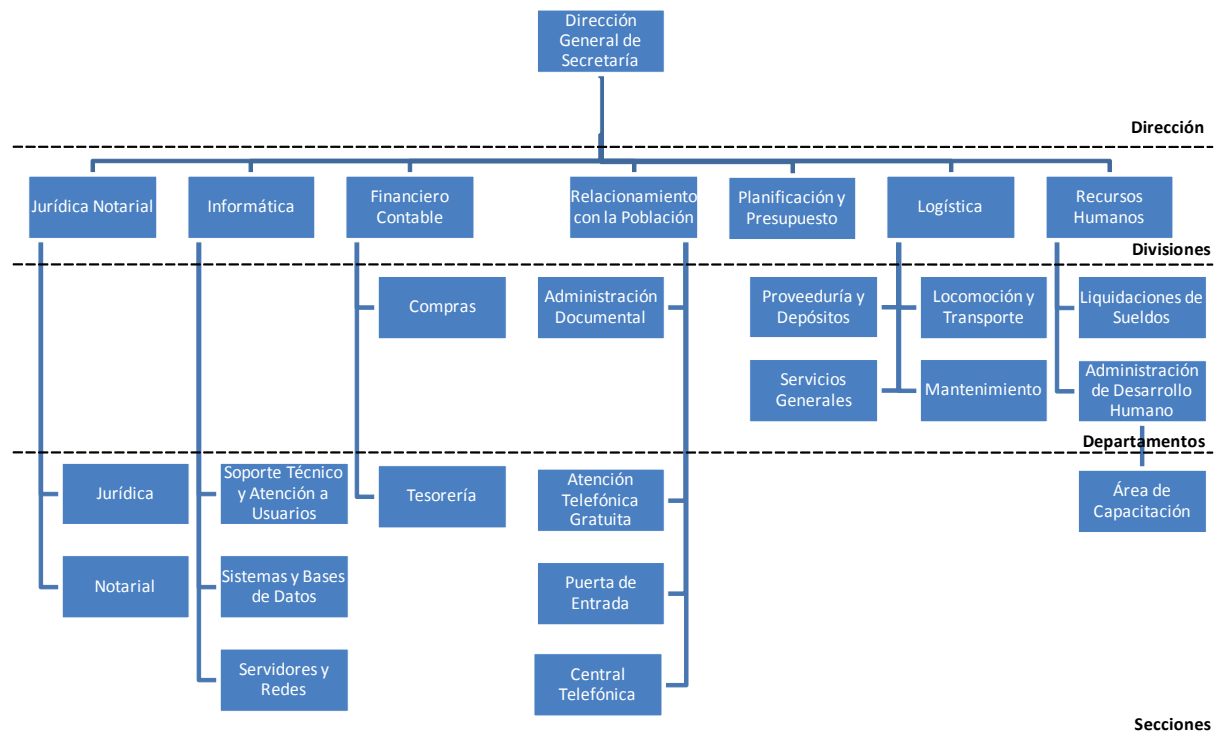 Dirección
General de
Secretaría
Dirección
Jurídica Notarial
Informática
Financiero
Contable
Relacionamiento
con la Población
Planificación y
Presupuesto
Logística
Recursos
Humanos
Divisiones
Compras
Administración
Documental
Proveeduría y
Depósitos
Locomoción y
Transporte
Liquidaciones de
Sueldos
Servicios
Generales
Mantenimiento
Administración
de Desarrollo
Humano
Departamentos
Jurídica
Soporte Técnico
y Atención a
Usuarios
Tesorería
Atención
Telefónica
Gratuita
Área de
Capacitación
Notarial
Sistemas y Bases
de Datos
Puerta de
Entrada
Servidores y
Redes
Central
Telefónica
Secciones